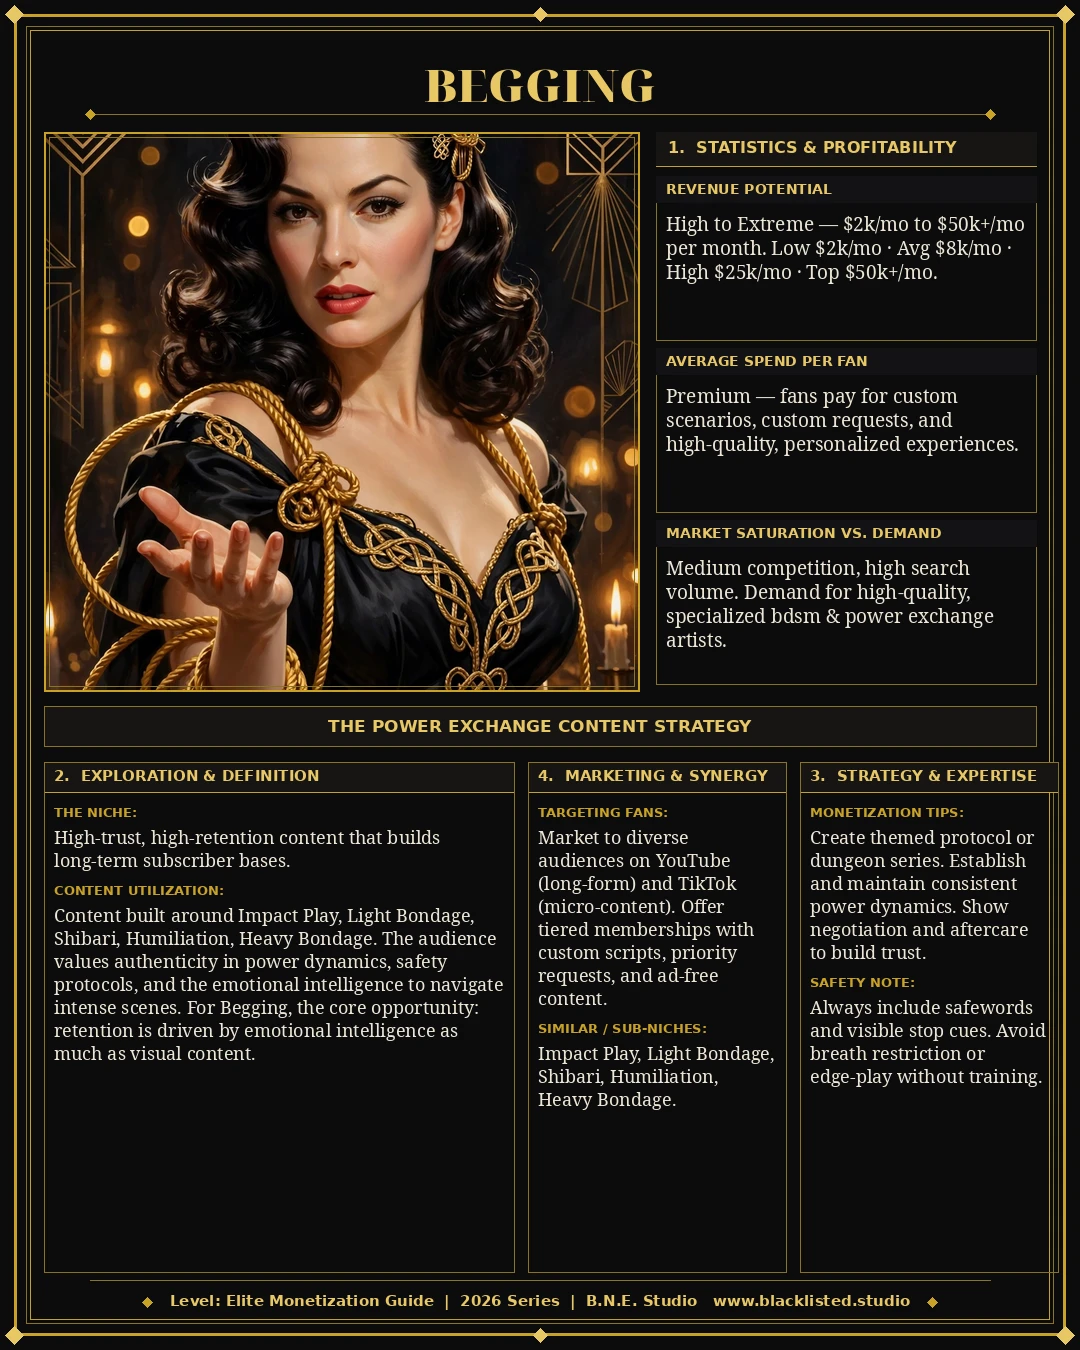 BEGGING
1. STATISTICS & PROFITABILITY
REVENUE POTENTIAL
High to Extreme — $2k/mo to $50k+/mo
per month. Low $2k/mo · Avg $8k/mo ·
High $25k/mo · Top $50k+/mo.
AVERAGE SPEND PER FAN
Premium — fans pay for custom
scenarios, custom requests, and
high-quality, personalized experiences.
MARKET SATURATION VS. DEMAND
Medium competition, high search
volume. Demand for high-quality,
specialized bdsm & power exchange
artists.
THE POWER EXCHANGE CONTENT STRATEGY
2. EXPLORATION & DEFINITION
THE NICHE:
High-trust, high-retention content that builds
long-term subscriber bases.
CONTENT UTILIZATION:
Content built around Impact Play, Light Bondage,
Shibari, Humiliation, Heavy Bondage. The audience
values authenticity in power dynamics, safety
protocols, and the emotional intelligence to navigate
intense scenes. For Begging, the core opportunity:
retention is driven by emotional intelligence as
much as visual content.
4. MARKETING & SYNERGY
TARGETING FANS:
Market to diverse
audiences on YouTube
(long-form) and TikTok
(micro-content). Offer
tiered memberships with
custom scripts, priority
requests, and ad-free
content.
SIMILAR / SUB-NICHES:
Impact Play, Light Bondage,
Shibari, Humiliation,
Heavy Bondage.
3. STRATEGY & EXPERTISE
MONETIZATION TIPS:
Create themed protocol or
dungeon series. Establish
and maintain consistent
power dynamics. Show
negotiation and aftercare
to build trust.
SAFETY NOTE:
Always include safewords
and visible stop cues. Avoid
breath restriction or
edge-play without training.
Level: Elite Monetization Guide | 2026 Series | B.N.E. Studio www.blacklisted.studio